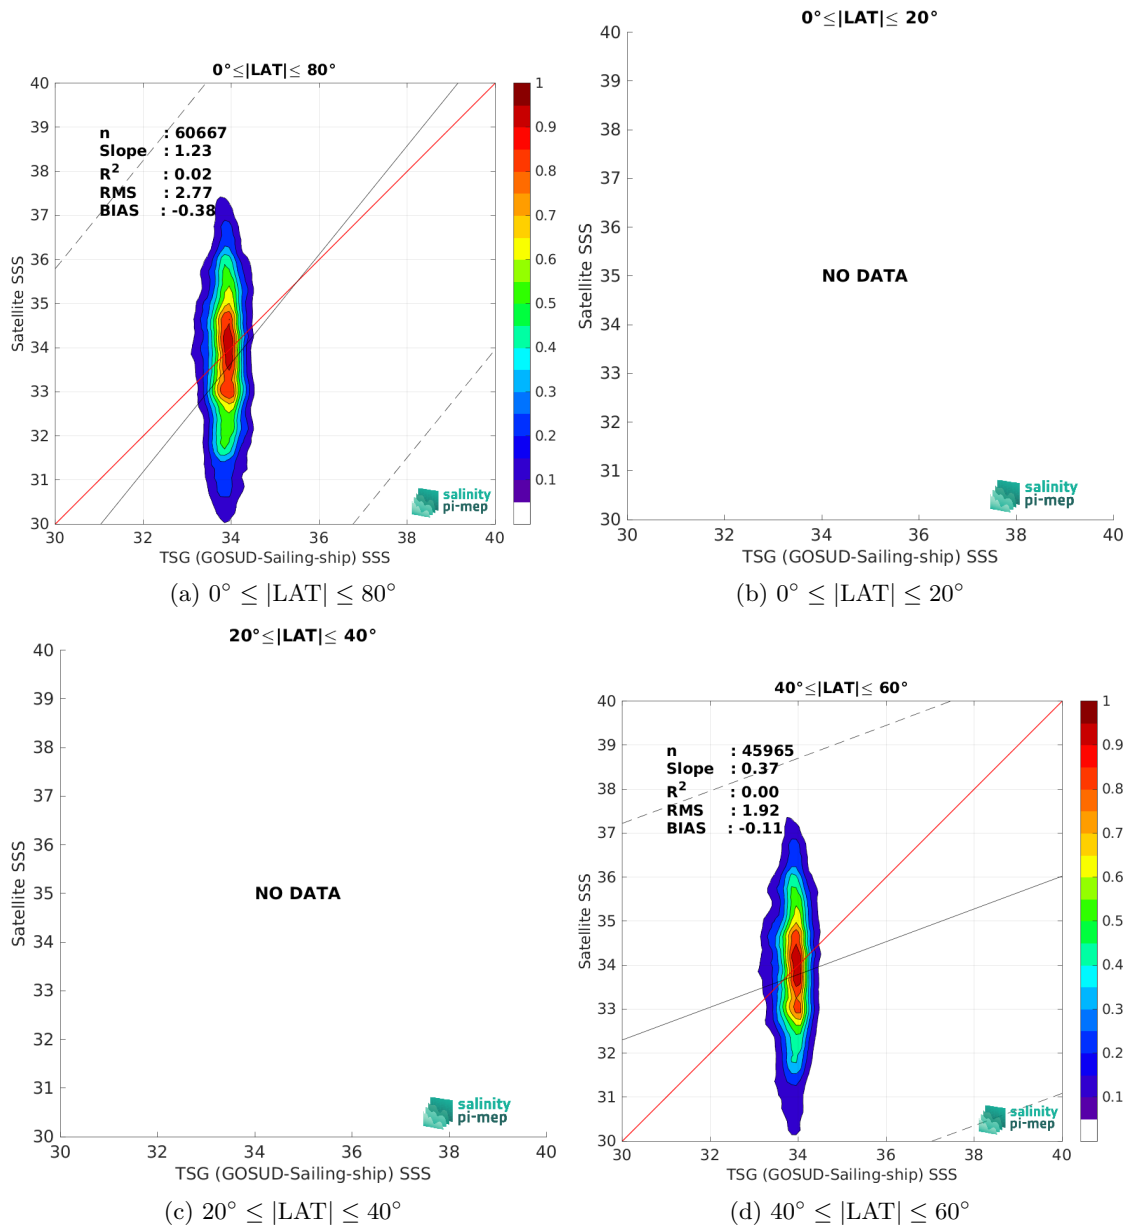 0°≤|LAT|≤ 80°
40
39
38
37
36
35
34
33
32
31
30
n : 60667
Slope : 1.23
R² : 0.02
RMS : 2.77
BIAS : -0.38
Satellite SSS
30 32 34 36 38 40
TSG (GOSUD-Sailing-ship) SSS
salinity
pi-mep
1
0.9
0.8
0.7
0.6
0.5
0.4
0.3
0.2
0.1
(a) 0° ≤ |LAT| ≤ 80°
0°≤|LAT|≤ 20°
40
39
38
37
36
35
34
33
32
31
30
Satellite SSS
NO DATA
salinity
pi-mep
30 32 34 36 38 40
TSG (GOSUD-Sailing-ship) SSS
(b) 0° ≤ |LAT| ≤ 20°
20°≤|LAT|≤ 40°
40
39
38
37
36
35
34
33
32
31
30
Satellite SSS
NO DATA
salinity
pi-mep
30 32 34 36 38 40
TSG (GOSUD-Sailing-ship) SSS
(c) 20° ≤ |LAT| ≤ 40°
40°≤|LAT|≤ 60°
40
39
38
37
36
35
34
33
32
31
30
n : 45965
Slope : 0.37
R² : 0.00
RMS : 1.92
BIAS : -0.11
Satellite SSS
salinity
pi-mep
30 32 34 36 38 40
TSG (GOSUD-Sailing-ship) SSS
1
0.9
0.8
0.7
0.6
0.5
0.4
0.3
0.2
0.1
(d) 40° ≤ |LAT| ≤ 60°